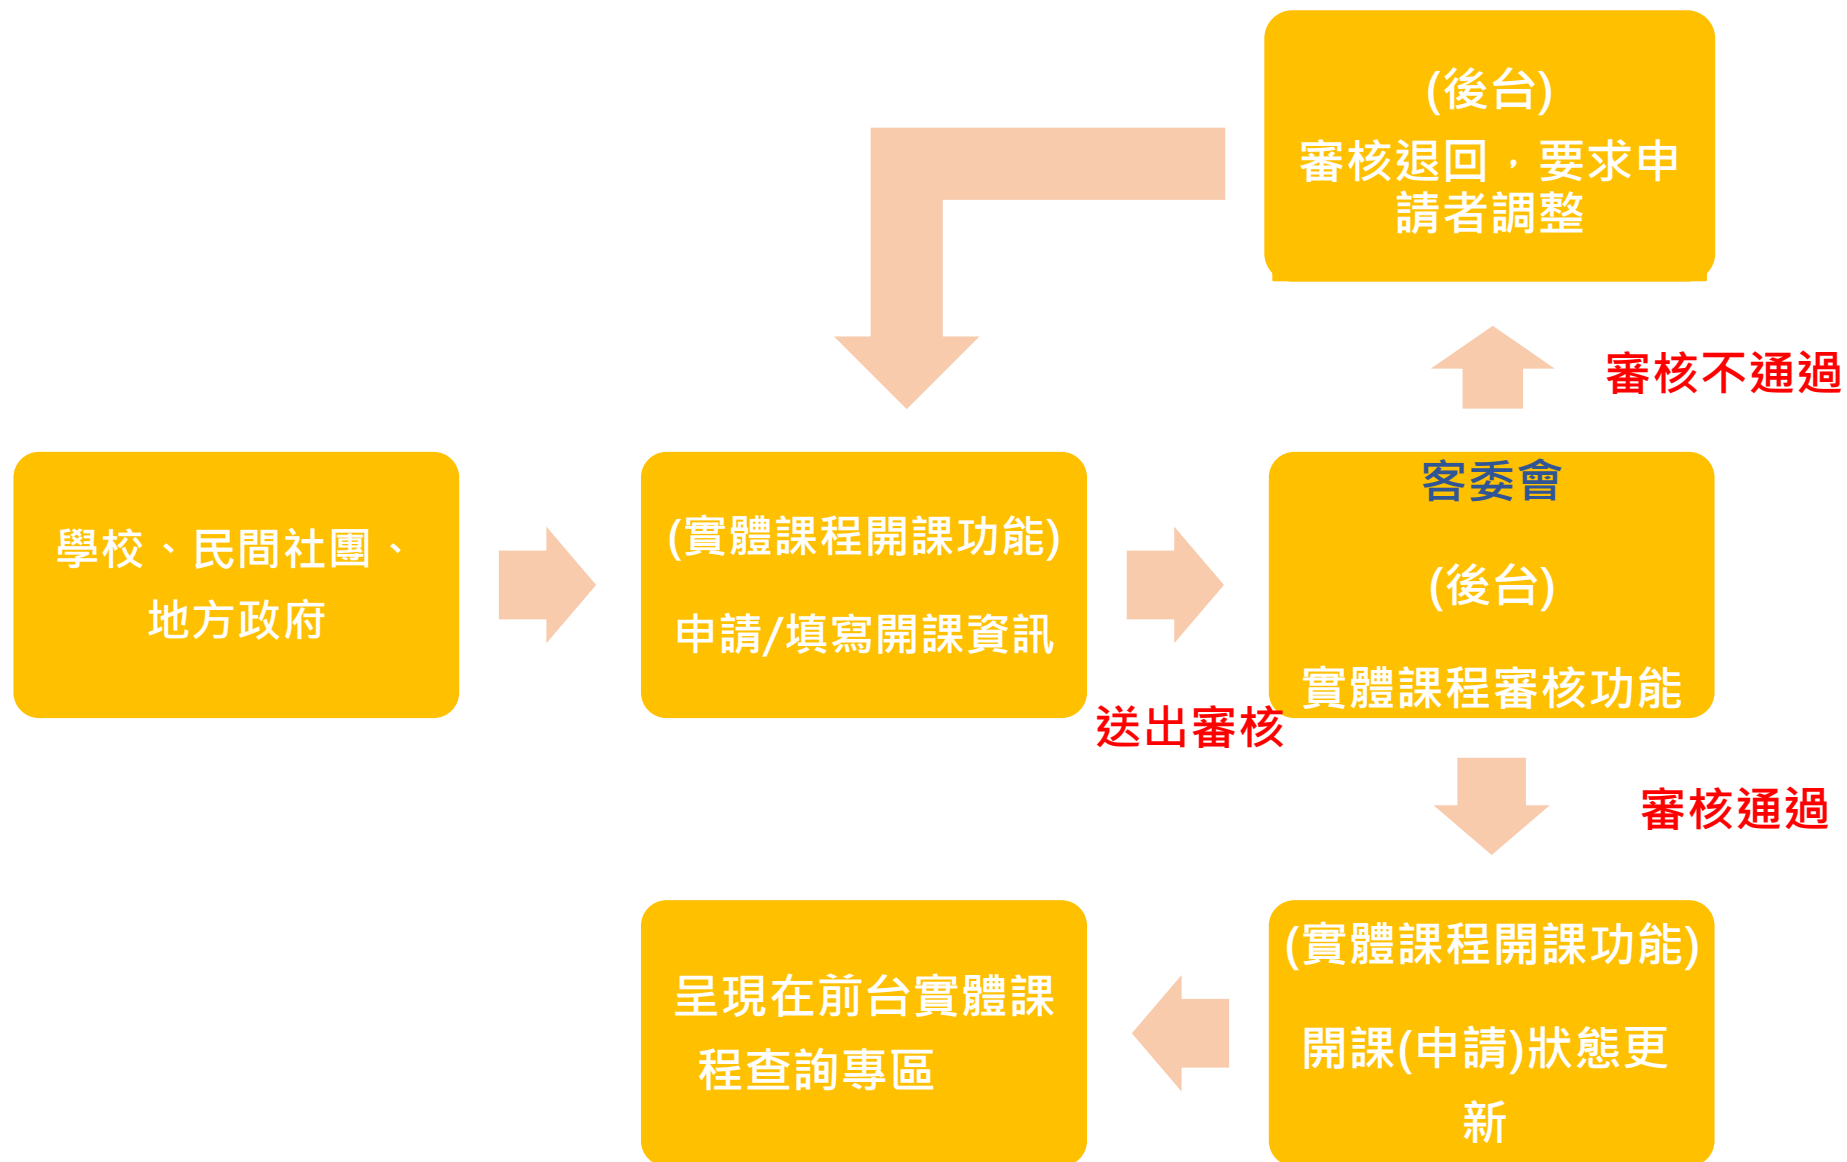 (後台)
審核退回，要求申
請者調整
審核不通過
學校、民間社團、
地方政府
(實體課程開課功能)
申請/填寫開課資訊
送出審核
客委會
(後台)
實體課程審核功能
審核通過
(實體課程開課功能)
開課(申請)狀態更
新
呈現在前台實體課
程查詢專區